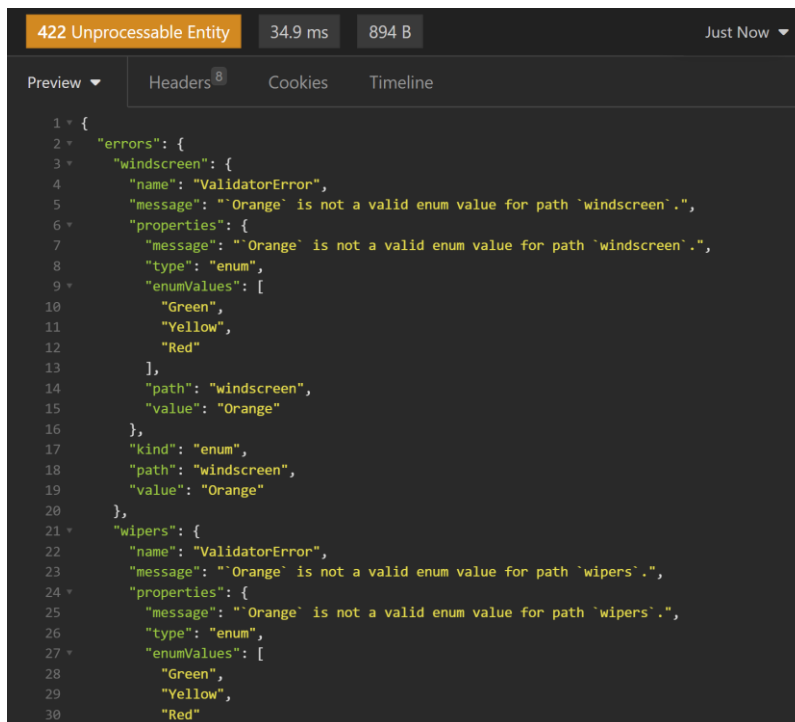 422 Unprocessable Entity 34.9 ms 894 B Just Now
Preview Headers 8 Cookies Timeline
1 {
2 "errors": {
3 "windscreen": {
4 "name": "ValidatorError",
5 "message": "`Orange` is not a valid enum value for path `windscreen`.",
6 "properties": {
7 "message": "`Orange` is not a valid enum value for path `windscreen`.",
8 "type": "enum",
9 "enumValues": [
10 "Green",
11 "Yellow",
12 "Red"
13 ],
14 "path": "windscreen",
15 "value": "Orange"
16 },
17 "kind": "enum",
18 "path": "windscreen",
19 "value": "Orange"
20 },
21 "wipers": {
22 "name": "ValidatorError",
23 "message": "`Orange` is not a valid enum value for path `wipers`.",
24 "properties": {
25 "message": "`Orange` is not a valid enum value for path `wipers`.",
26 "type": "enum",
27 "enumValues": [
28 "Green",
29 "Yellow",
30 "Red"